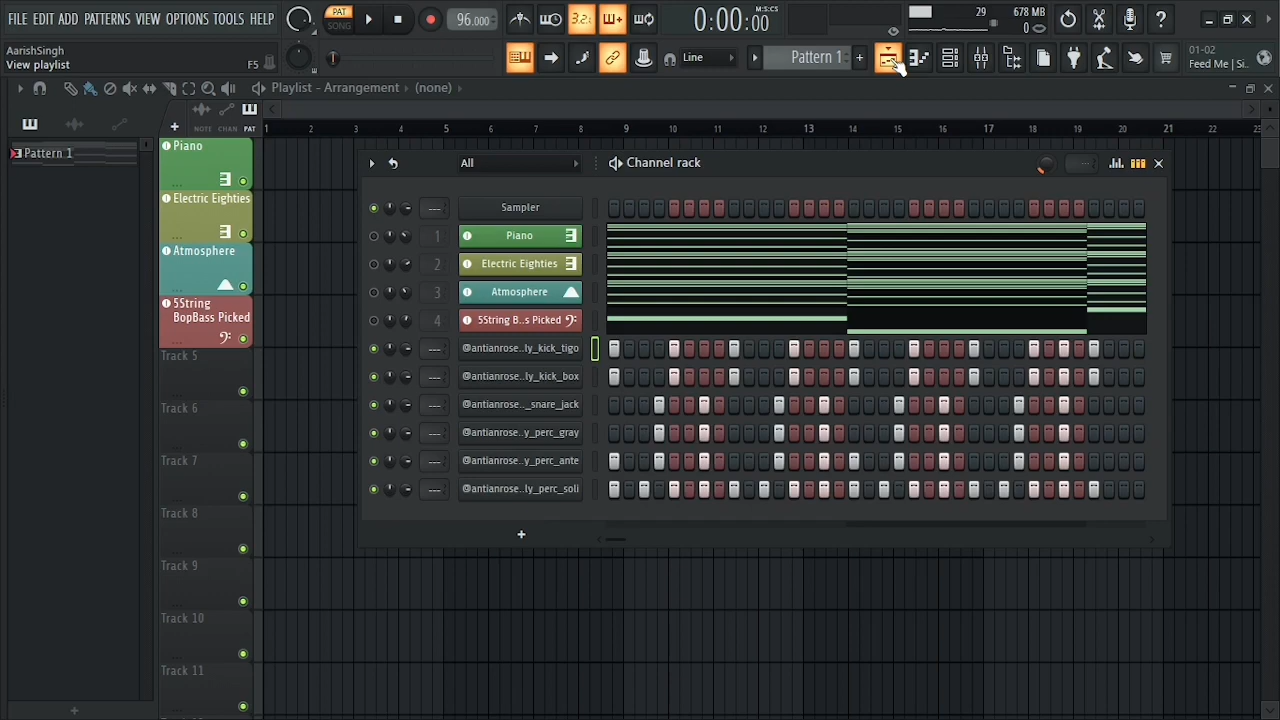 FILE EDIT ADD PATTERNS VIEW OPTIONS TOOLS HELP
PAT
SONG
96.000
3.2
0:00:00
M:S:CS
29
678 MB
0
AarishSingh
View playlist
F5
Line
Pattern 1
01-02
Feed Me | Si..
Playlist - Arrangement
(none)
NOTE CHAN PAT
1 2 3 4 5 6 7 8 9 10 11 12 13 14 15 16 17 18 19 20 21 22 23
Pattern 1
Piano
Electric Eighties
Atmosphere
5String
BopBass Picked
Track 5
Track 6
Track 7
Track 8
Track 9
Track 10
Track 11
All
Channel rack
Sampler
1 Piano
2 Electric Eighties
3 Atmosphere
4 5String B..s Picked
@antianrose..ly_kick_tigo
@antianrose..ly_kick_box
@antianrose.._snare_jack
@antianrose..y_perc_gray
@antianrose..y_perc_ante
@antianrose..ly_perc_soli